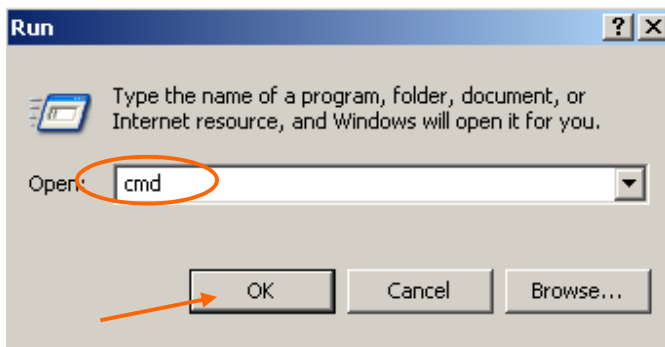 Run
Type the name of a program, folder, document, or
Internet resource, and Windows will open it for you.
Open: cmd
OK Cancel Browse...